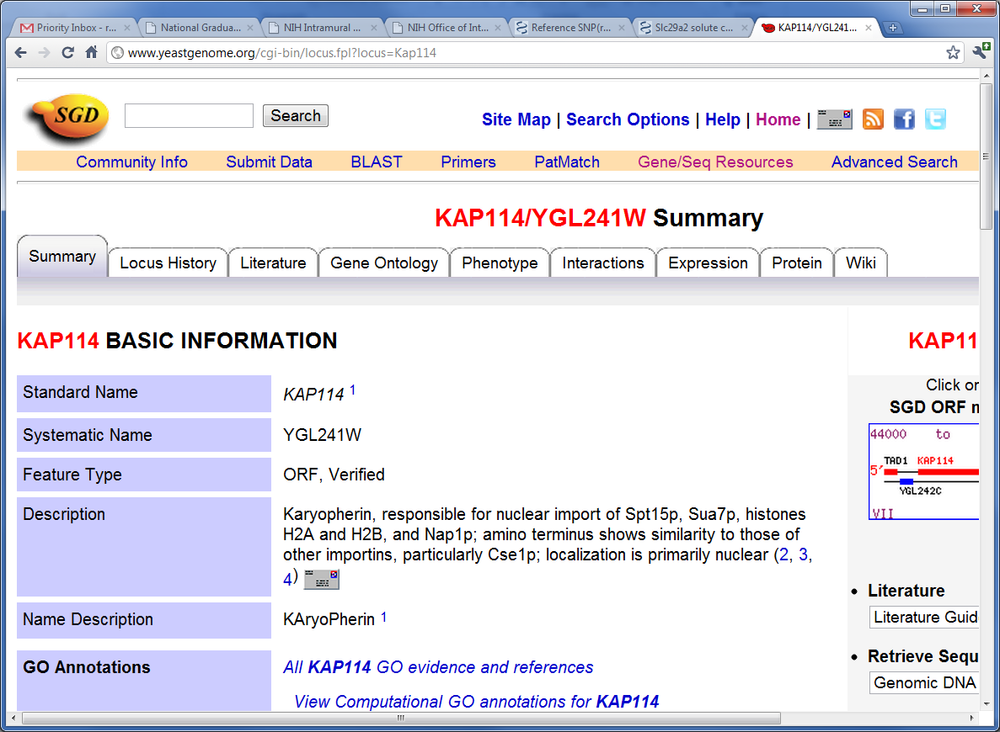 Priority Inbox - r...
National Gradua...
NIH Intramural ...
NIH Office of Int...
Reference SNP(r...
Slc29a2 solute c...
KAP114/YGL241...
www.yeastgenome.org/cgi-bin/locus.fpl?locus=Kap114
SGD
Search
Site Map | Search Options | Help | Home |
Community Info Submit Data BLAST Primers PatMatch Gene/Seq Resources Advanced Search
KAP114/YGL241W Summary
Summary Locus History Literature Gene Ontology Phenotype Interactions Expression Protein Wiki
KAP114 BASIC INFORMATION
Standard Name KAP114 1
Systematic Name YGL241W
Feature Type ORF, Verified
Description Karyopherin, responsible for nuclear import of Spt15p, Sua7p, histones
H2A and H2B, and Nap1p; amino terminus shows similarity to those of
other importins, particularly Cse1p; localization is primarily nuclear (2, 3,
4)
Name Description KAryoPherin 1
GO Annotations All KAP114 GO evidence and references
View Computational GO annotations for KAP114
KAP11
Click or
SGD ORF m
44000 to
TAD1 KAP114
5'
YGL242C
VII
Literature
Literature Guid
Retrieve Sequ
Genomic DNA